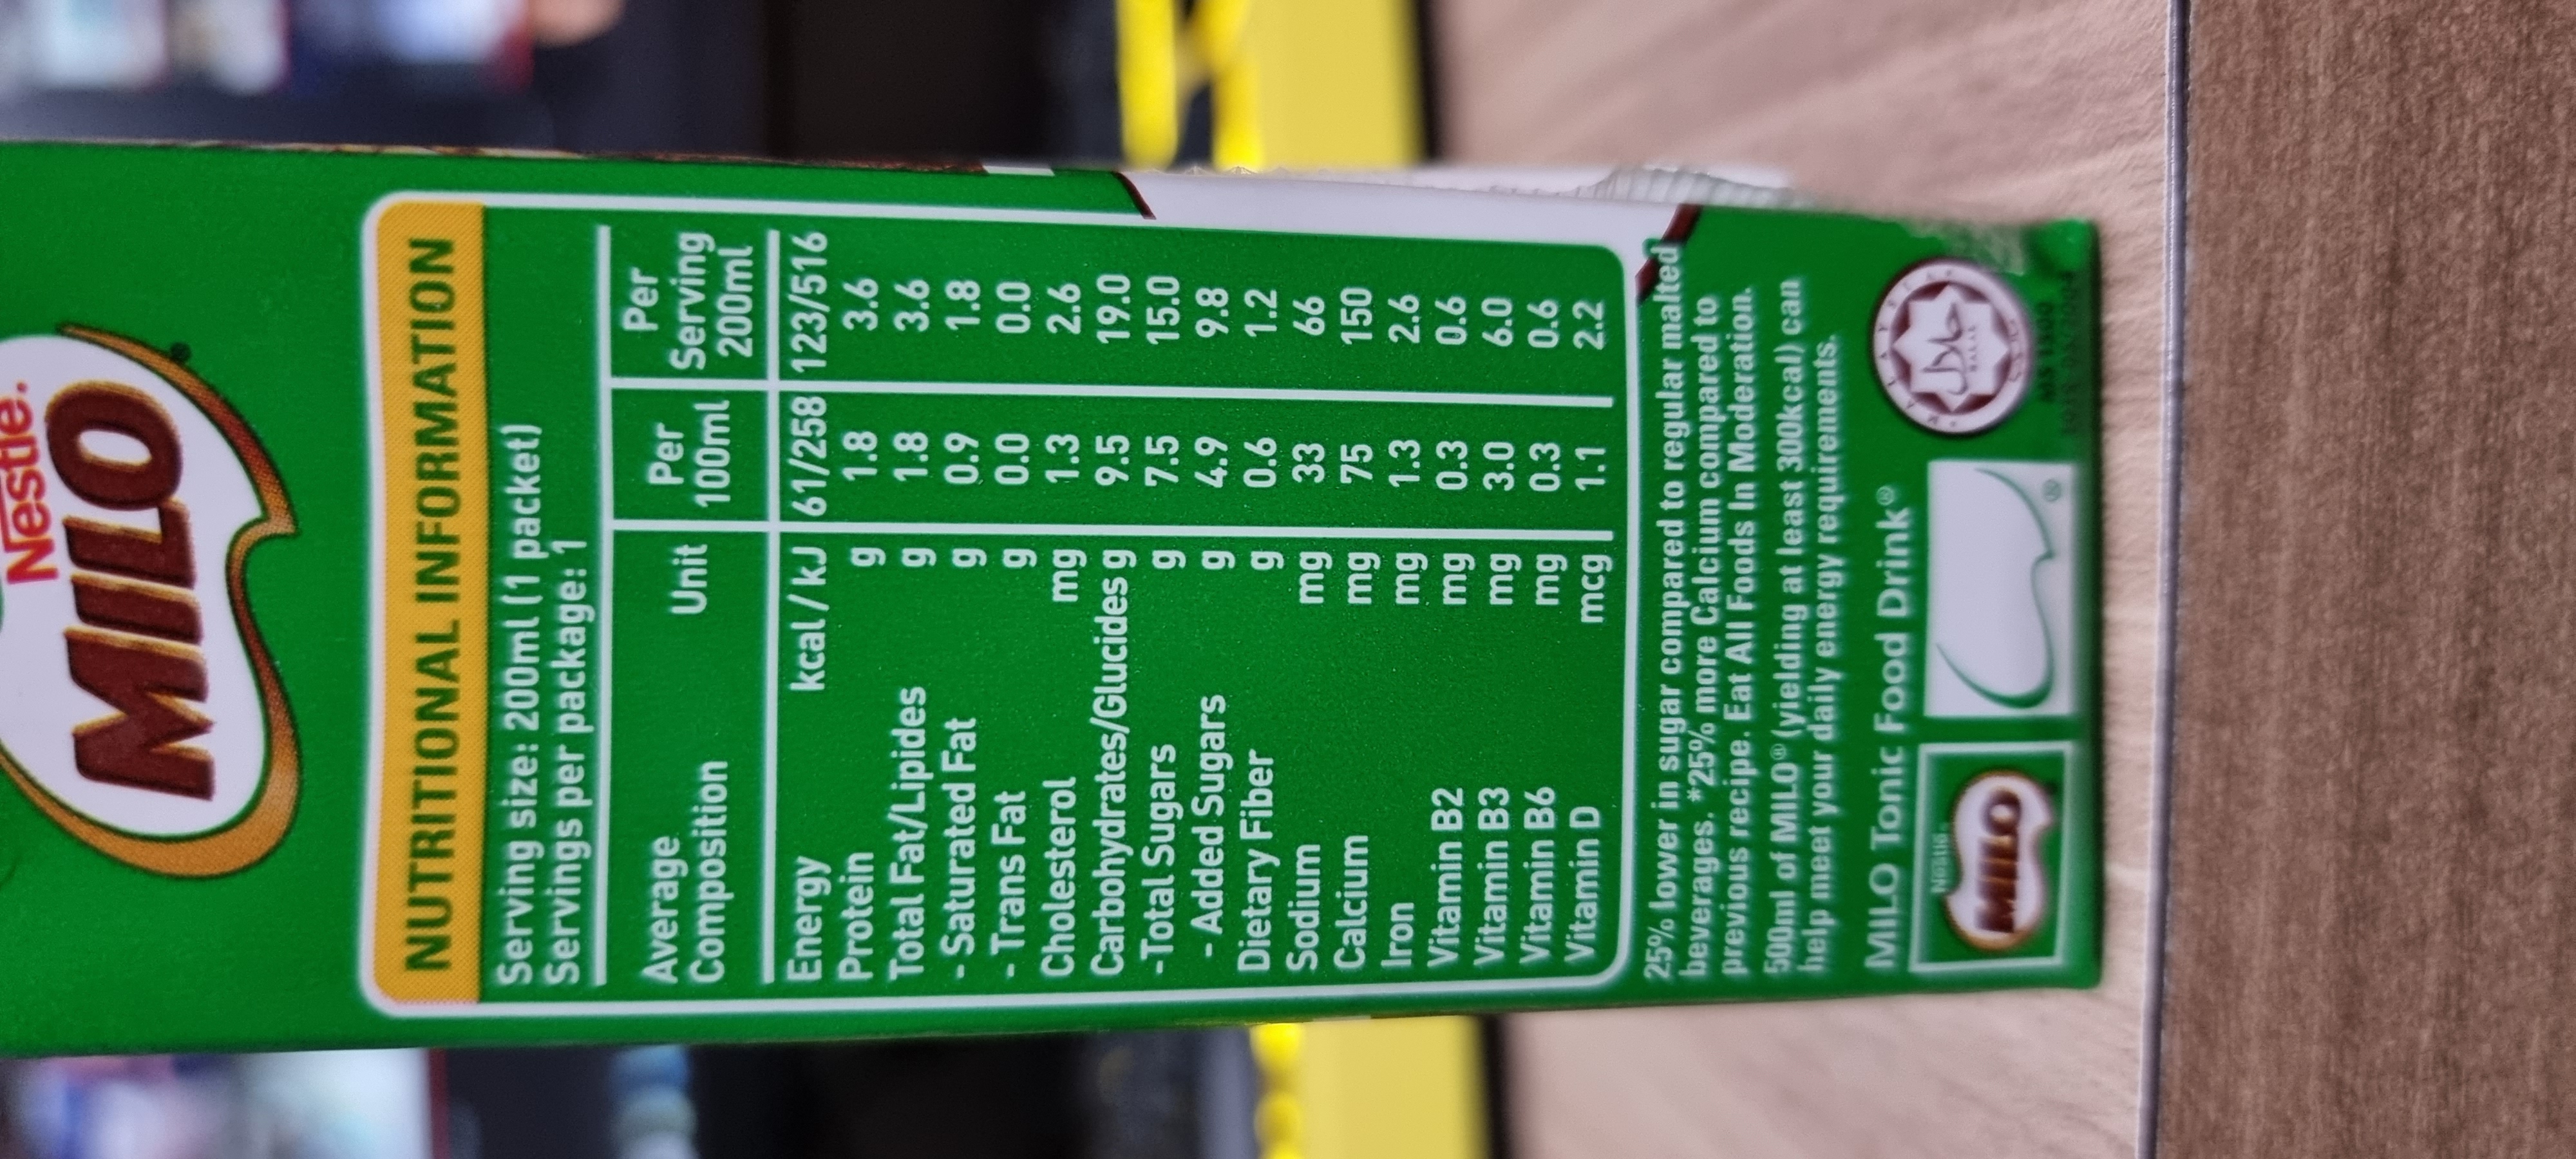 Nestlé.
MILO
®
NUTRITIONAL INFORMATION
Serving size: 200ml (1 packet)
Servings per package: 1
Average Composition Unit Per 100ml Per Serving 200ml
Energy kcal / kJ 61/258 123/516
Protein g 1.8 3.6
Total Fat/Lipides g 1.8 3.6
- Saturated Fat g 0.9 1.8
- Trans Fat g 0.0 0.0
Cholesterol mg 1.3 2.6
Carbohydrates/Glucides g 9.5 19.0
-Total Sugars g 7.5 15.0
- Added Sugars g 4.9 9.8
Dietary Fiber g 0.6 1.2
Sodium mg 33 66
Calcium mg 75 150
Iron mg 1.3 2.6
Vitamin B2 mg 0.3 0.6
Vitamin B3 mg 3.0 6.0
Vitamin B6 mg 0.3 0.6
Vitamin D mcg 1.1 2.2
25% lower in sugar compared to regular malted
beverages. *25% more Calcium compared to
previous recipe. Eat All Foods In Moderation.
500ml of MILO® (yielding at least 300kcal) can
help meet your daily energy requirements.
MILO Tonic Food Drink®
Nestlé.
MILO
®
MALAYSIA
حلال
HALAL
MS 1500